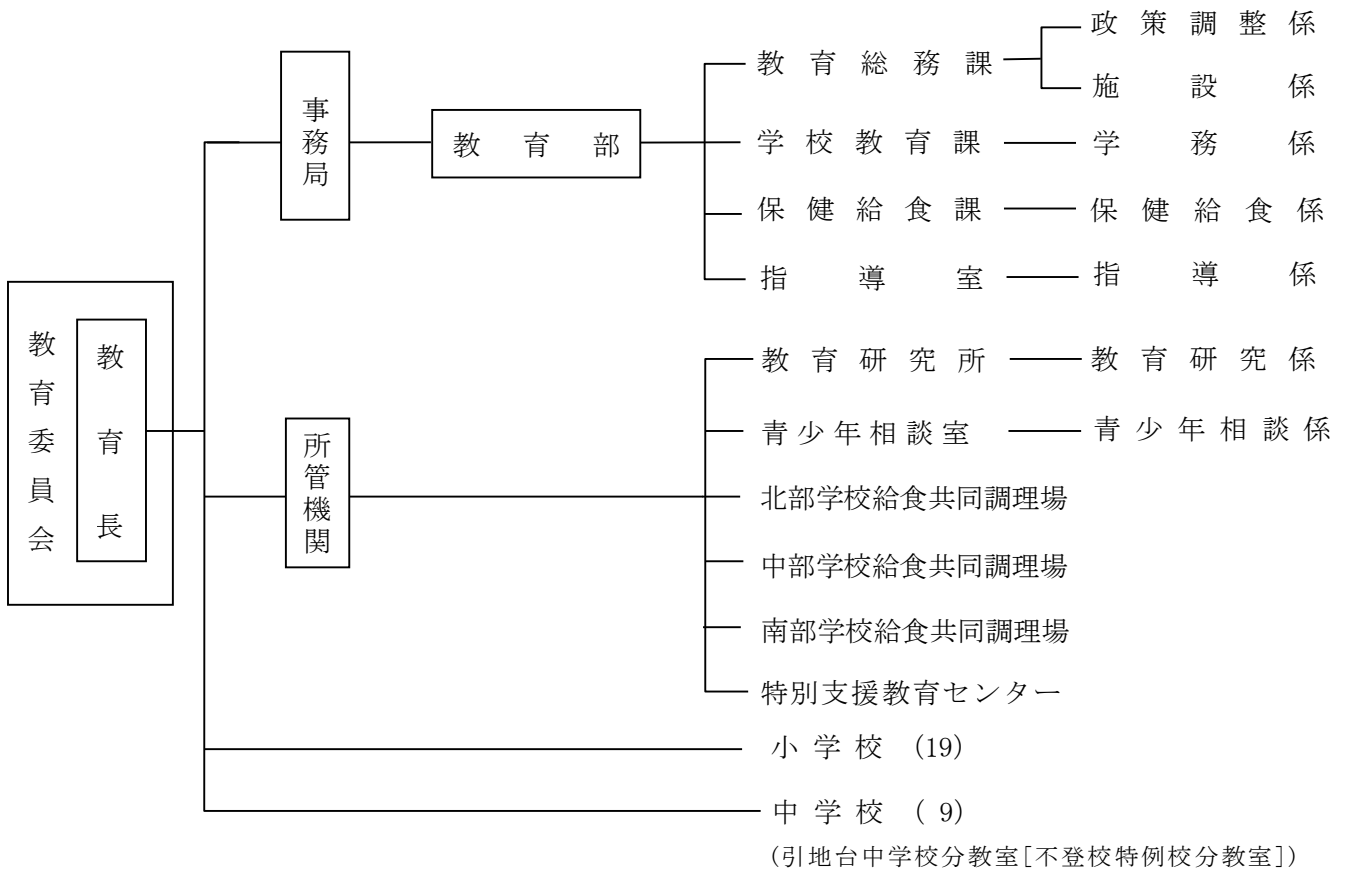 教育委員会
教育長
事務局
教育部
教育総務課
政策調整係
施設係
学校教育課
学務係
保健給食課
保健給食係
指導室
指導係
所管機関
教育研究所
教育研究係
青少年相談室
青少年相談係
北部学校給食共同調理場
中部学校給食共同調理場
南部学校給食共同調理場
特別支援教育センター
小学校 (19)
中学校 ( 9)
(引地台中学校分教室[不登校特例校分教室])